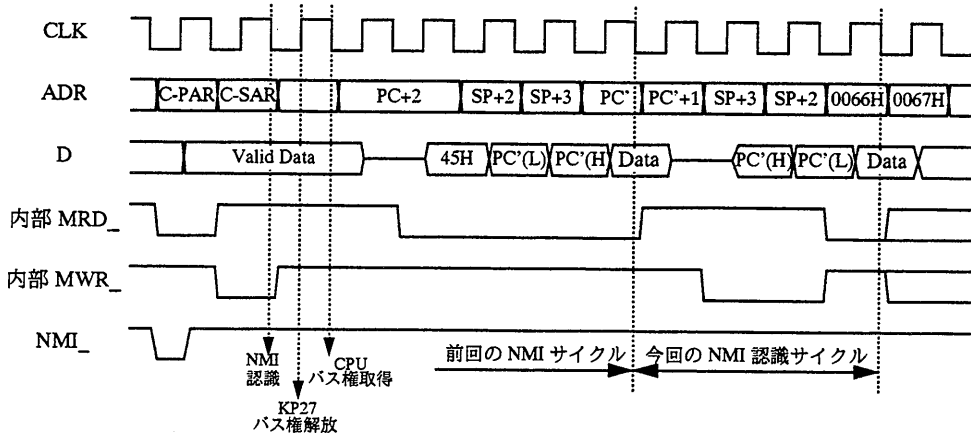 CLK
ADR C-PAR C-SAR PC+2 SP+2 SP+3 PC' PC'+1 SP+3 SP+2 0066H 0067H
D Valid Data 45H PC'(L) PC'(H) Data PC'(H) PC'(L) Data
内部 MRD_
内部 MWR_
NMI_
NMI
認識
CPU
バス権取得
KP27
バス権解放
前回の NMI サイクル
今回の NMI 認識サイクル